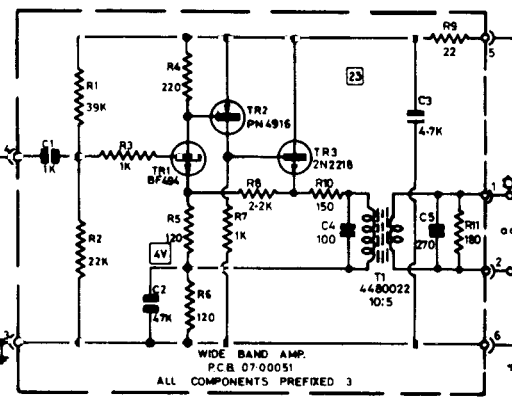 R9
22
5
R1
39K
R4
220
23
TR2
PN 4916
C3
4·7K
4
C1
1K
R3
1K
TR1
BF494
TR3
2N2218
R8
2·2K
R10
150
1
R2
22K
R5
120
R7
1K
4V
C4
100
C5
270
R11
180
T1
4480022
10:5
2
C2
47K
R6
120
3
6
WIDE BAND AMP.
P.C.B. 07·00051
ALL COMPONENTS PREFIXED 3